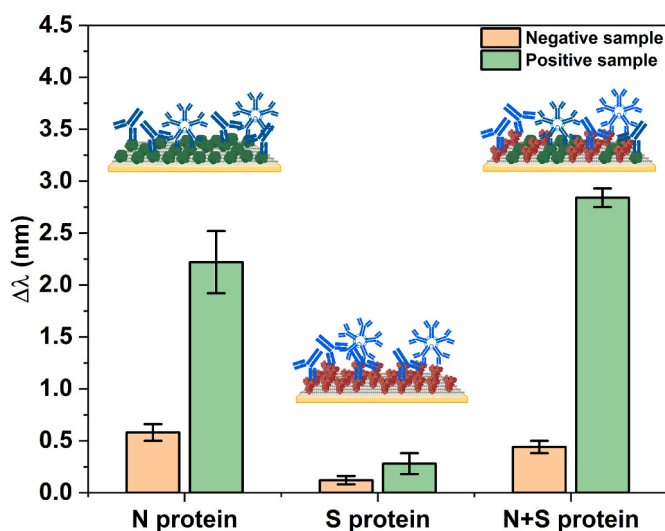 4.5
4.0
3.5
3.0
2.5
2.0
1.5
1.0
0.5
0.0
Δλ (nm)
Negative sample
Positive sample
N protein
S protein
N+S protein